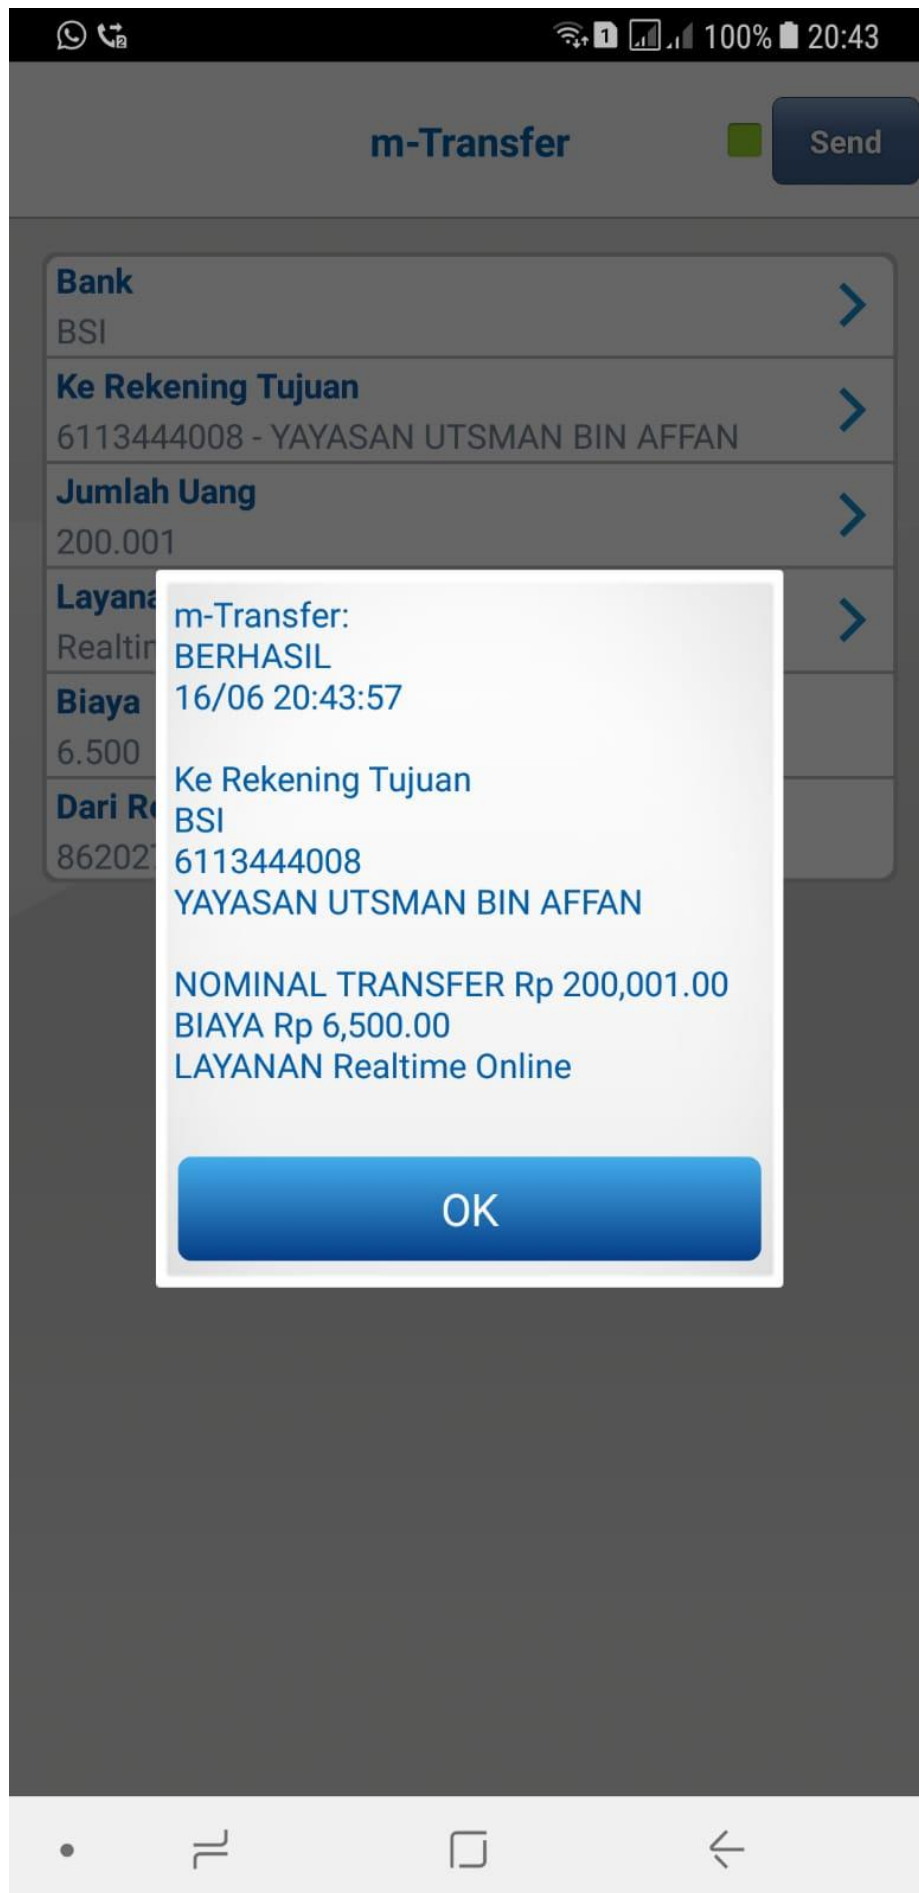 100% 20:43
m-Transfer
Send
Bank
BSI
Ke Rekening Tujuan
6113444008 - YAYASAN UTSMAN BIN AFFAN
Jumlah Uang
200.001
Biaya
6.500
Dari
m-Transfer:
BERHASIL
16/06 20:43:57
Ke Rekening Tujuan
BSI
6113444008
YAYASAN UTSMAN BIN AFFAN
NOMINAL TRANSFER Rp 200,001.00
BIAYA Rp 6,500.00
LAYANAN Realtime Online
OK